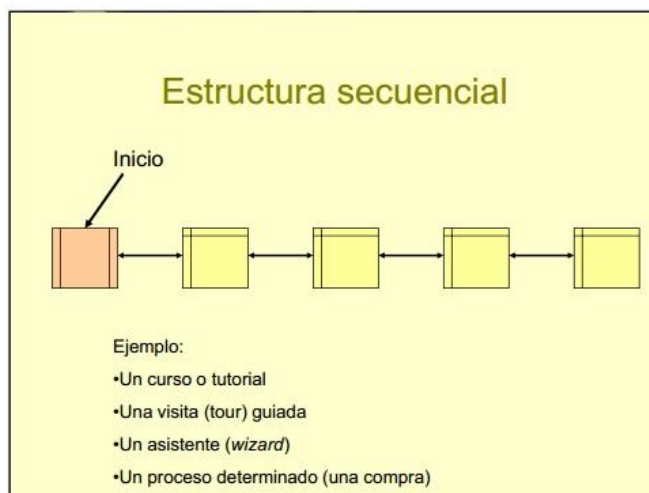 Estructura secuencial
Inicio
Ejemplo:
•Un curso o tutorial
•Una visita (tour) guiada
•Un asistente (wizard)
•Un proceso determinado (una compra)